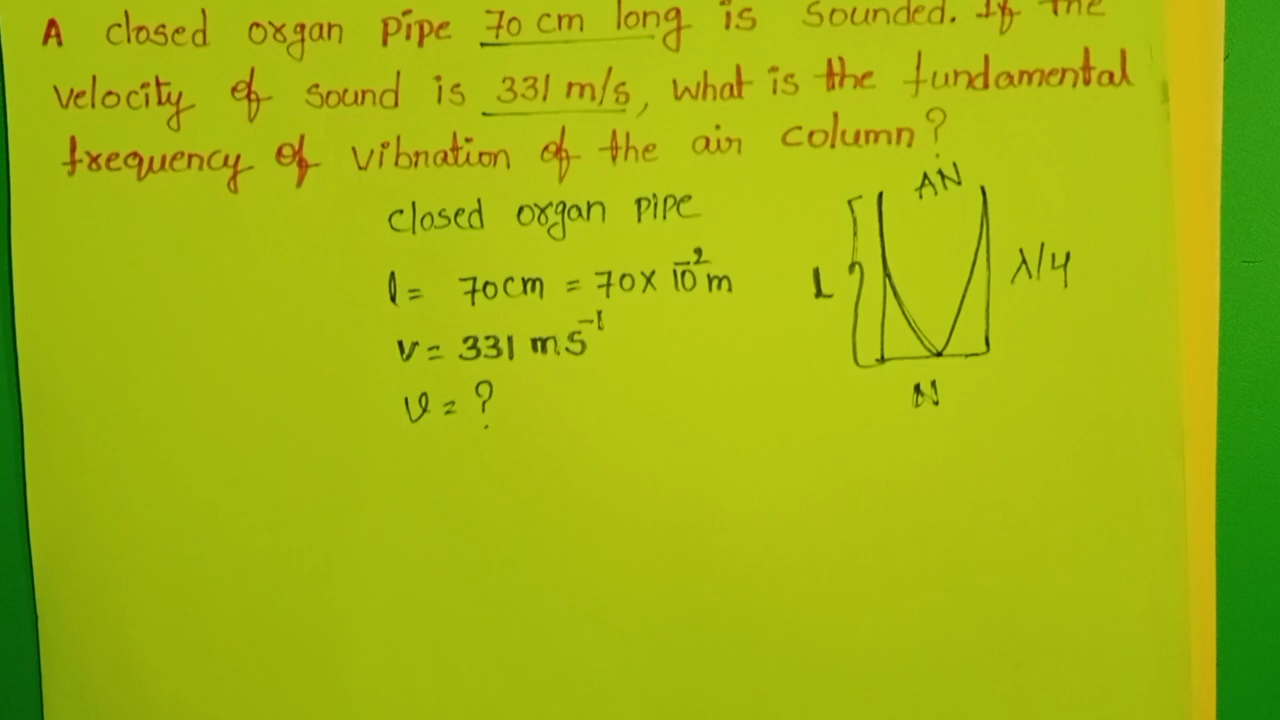 A closed organ pipe 70 cm long is sounded. If the
velocity of sound is 331 m/s, what is the fundamental
frequency of vibration of the air column?
closed organ pipe
l = 70cm = 70 x 10⁻² m
v = 331 ms⁻¹
ν = ?
AN
L
λ/4
N